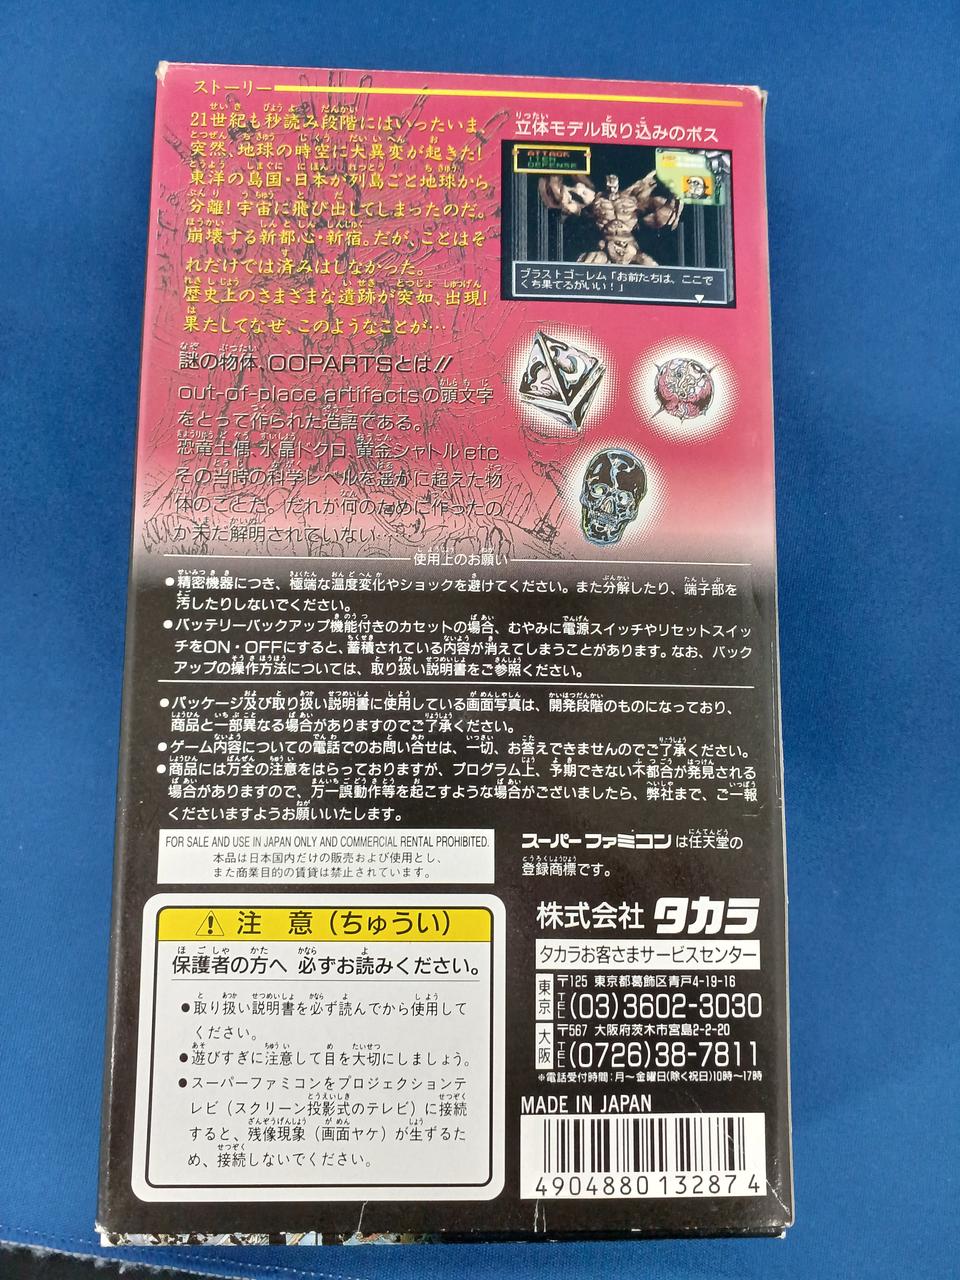 ストーリー
21世紀も秒読み段階にはいったいま
突然、地球の時空に大異変が起きた!
東洋の島国・日本が列島ごと地球から
分離!宇宙に飛び出してしまったのだ。
崩壊する新都心・新宿。だが、ことはそ
れだけでは済みはしなかった。
歴史上のさまざまな遺跡が突如、出現!
果たしてなぜ、このようなことが…
謎の物体、OOPARTSとは!!
out-of-place artifactsの頭文字
をとって作られた造語である。
恐竜土偶、水晶ドクロ、黄金シャトルetc
その当時の科学レベルを遥かに超えた物
体のことだ。だれが何のために作ったの
か未だ解明されていない…
立体モデル取り込みのボス
ATTACK
ITEM
DEFENSE
ブラストゴーレム「お前たちは、ここで
くち果てるがいい!」
使用上のお願い
●精密機器につき、極端な温度変化やショックを避けてください。また分解したり、端子部を
汚したりしないでください。
●バッテリーバックアップ機能付きのカセットの場合、むやみに電源スイッチやリセットスイッ
チをON・OFFにすると、蓄積されている内容が消えてしまうことがあります。なお、バック
アップの操作方法については、取り扱い説明書をご参照ください。
●パッケージ及び取り扱い説明書に使用している画面写真は、開発段階のものになっており、
商品と一部異なる場合がありますのでご了承ください。
●ゲーム内容についての電話でのお問い合せは、一切、お答えできませんのでご了承ください。
●商品には万全の注意をはらっておりますが、プログラム上、予期できない不都合が発見される
場合がありますので、万一誤動作等を起こすような場合がございましたら、弊社まで、ご一報
くださいますようお願いいたします。
FOR SALE AND USE IN JAPAN ONLY AND COMMERCIAL RENTAL PROHIBITED.
本品は日本国内だけの販売および使用とし、
また商業目的の賃貸は禁止されています。
スーパーファミコンは任天堂の
登録商標です。
注 意(ちゅうい)
保護者の方へ 必ずお読みください。
●取り扱い説明書を必ず読んでから使用して
ください。
●遊びすぎに注意して目を大切にしましょう。
●スーパーファミコンをプロジェクションテ
レビ(スクリーン投影式のテレビ)に接続
すると、残像現象(画面ヤケ)が生ずるた
め、接続しないでください。
株式会社 タカラ
タカラお客さまサービスセンター
東京 〒125 東京都葛飾区青戸4-19-16
TEL(03)3602-3030
大阪 〒567 大阪府茨木市宮島2-2-20
TEL(0726)38-7811
※電話受付時間:月〜金曜日(除く祝日)10時〜17時
MADE IN JAPAN
4904880132874